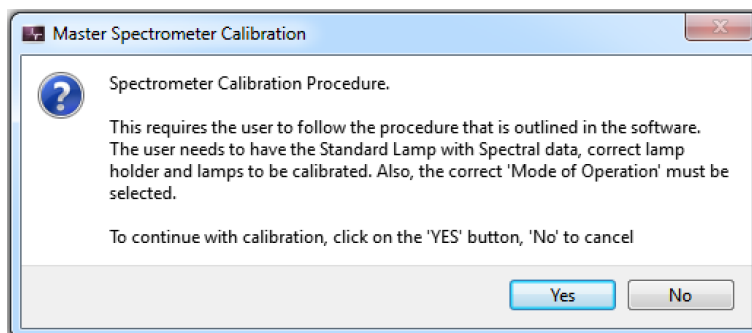 Master Spectrometer Calibration
Spectrometer Calibration Procedure.
This requires the user to follow the procedure that is outlined in the software.
The user needs to have the Standard Lamp with Spectral data, correct lamp
holder and lamps to be calibrated. Also, the correct 'Mode of Operation' must be
selected.
To continue with calibration, click on the 'YES' button, 'No' to cancel
Yes
No